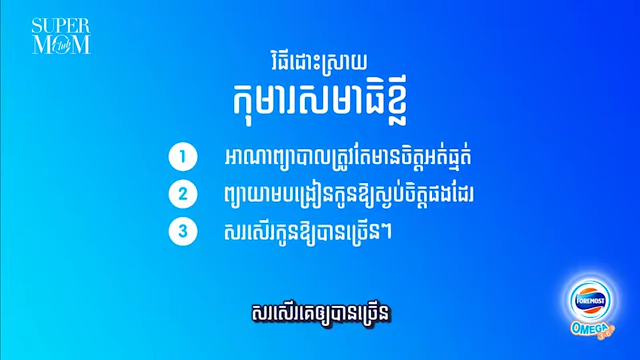 SUPER
MOM
Club
វិធីដោះស្រាយ
កុមារសមាធិខ្លី
1 អាណាព្យាបាលត្រូវតែមានចិត្តអត់ធ្មត់
2 ព្យាយាមបង្រៀនកូនឱ្យស្ងប់ចិត្តផងដែរ
3 សរសើរកូនឱ្យបានច្រើនៗ
FOREMOST
OMEGA
សរសើរគេឲ្យបានច្រើន